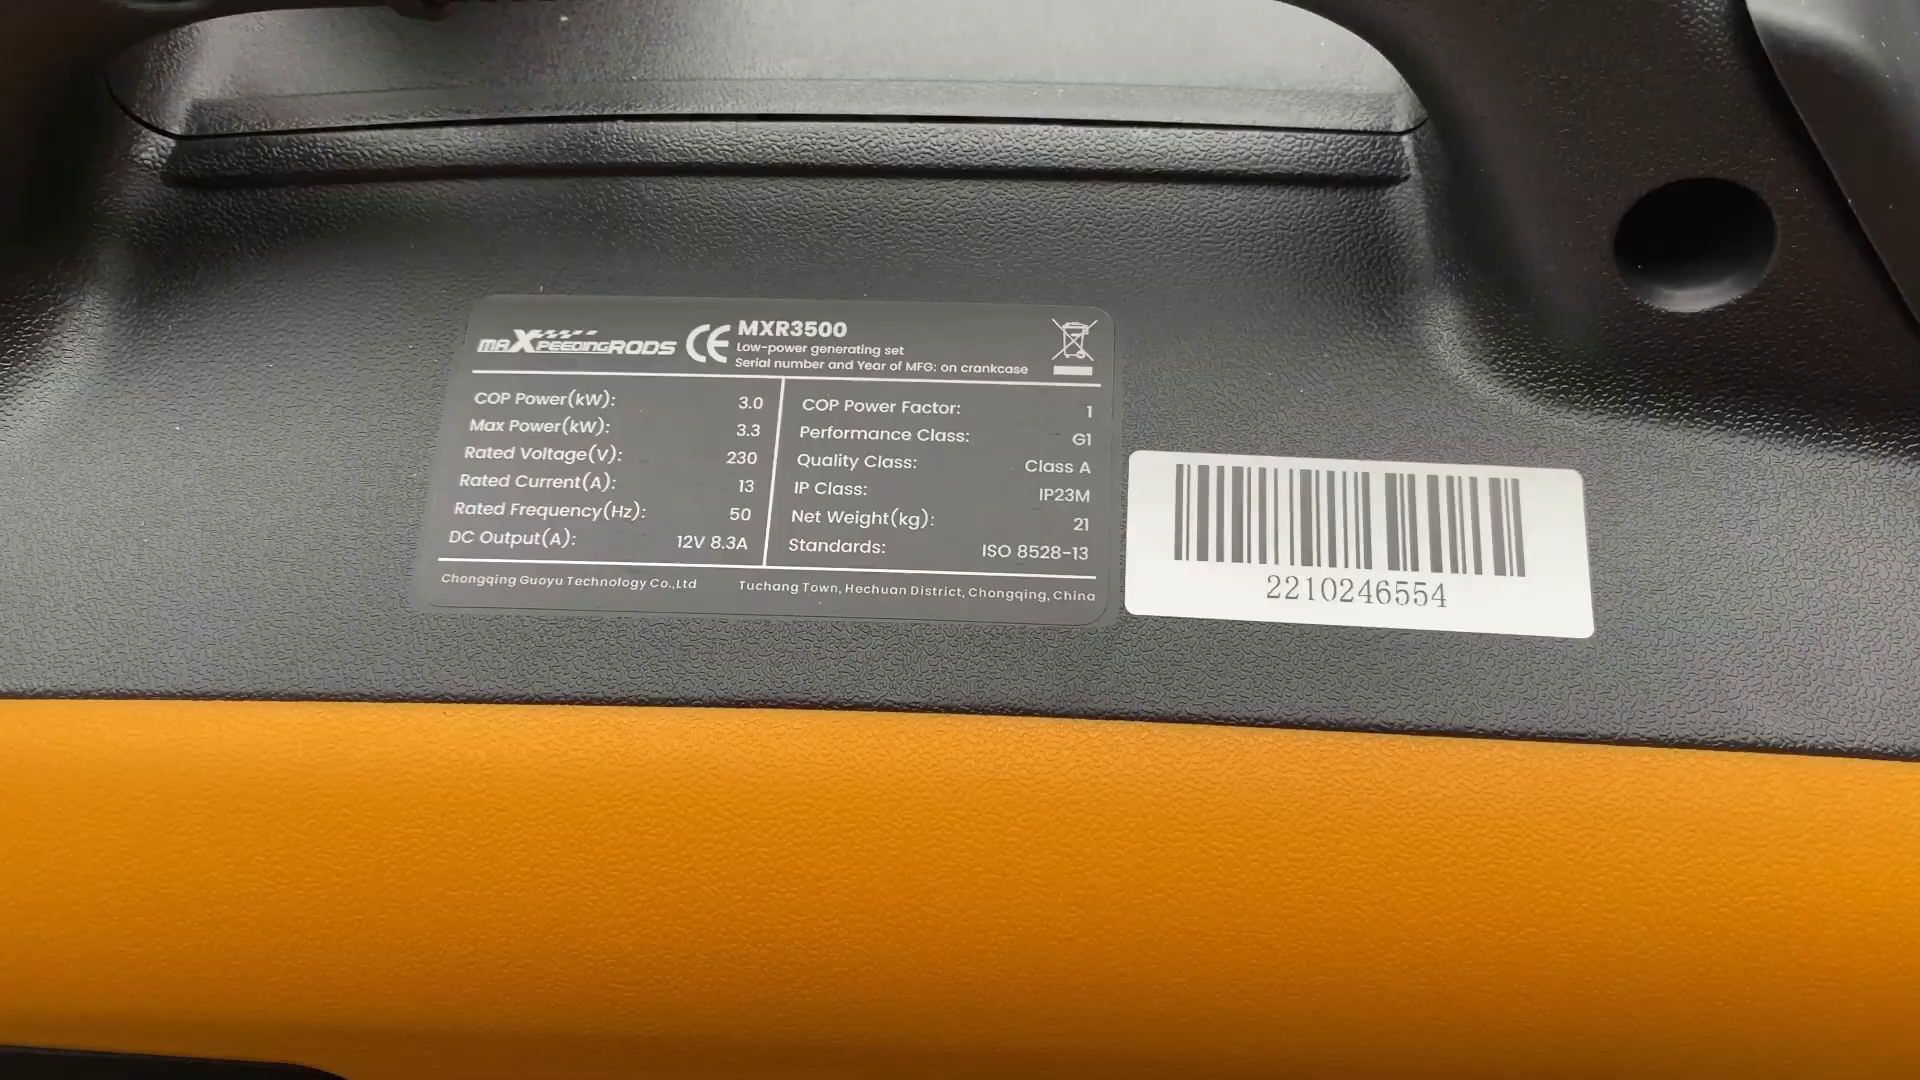 maXpeedingRODS CE MXR3500
Low-power generating set
Serial number and Year of MFG: on crankcase
COP Power(kW): 3.0
Max Power(kW): 3.3
Rated Voltage(V): 230
Rated Current(A): 13
Rated Frequency(Hz): 50
DC Output(A): 12V 8.3A
COP Power Factor: 1
Performance Class: G1
Quality Class: Class A
IP Class: IP23M
Net Weight(kg): 21
Standards: ISO 8528-13
Chongqing Guoyu Technology Co.,Ltd Tuchang Town, Hechuan District, Chongqing, China
2210246554